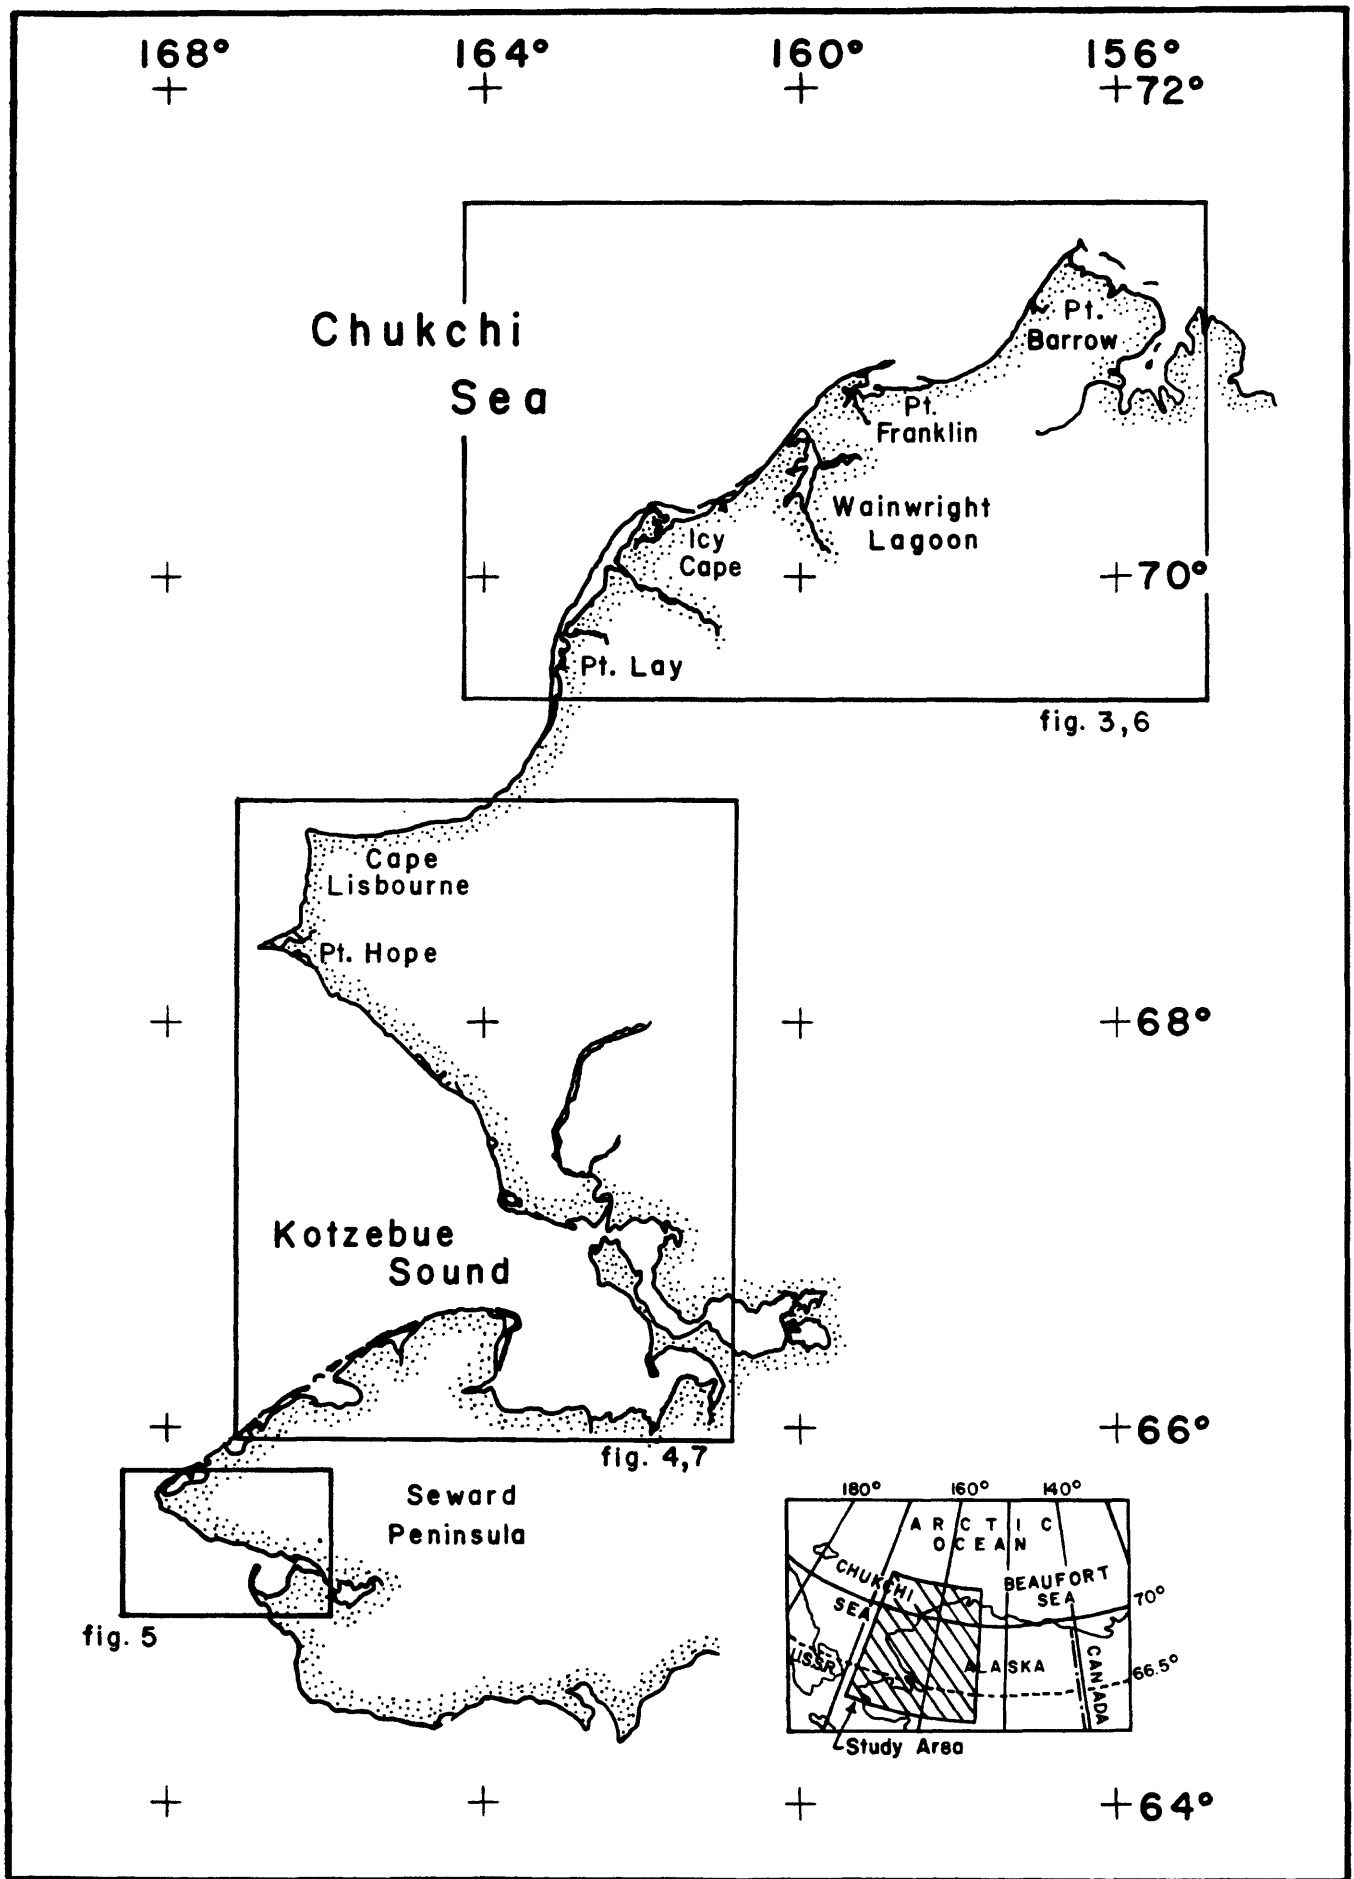 168° 164° 160° 156°
72°
Chukchi
Sea
Pt.
Barrow
Pt.
Franklin
Wainwright
Lagoon
Icy
Cape
70°
Pt. Lay
fig. 3,6
Cape
Lisbourne
Pt. Hope
68°
Kotzebue
Sound
66°
fig. 4,7
Seward
Peninsula
fig. 5
180° 160° 140°
ARCTIC
OCEAN
CHUKCHI
SEA
BEAUFORT
SEA
70°
USSR
ALASKA
CANADA
66.5°
Study Area
64°